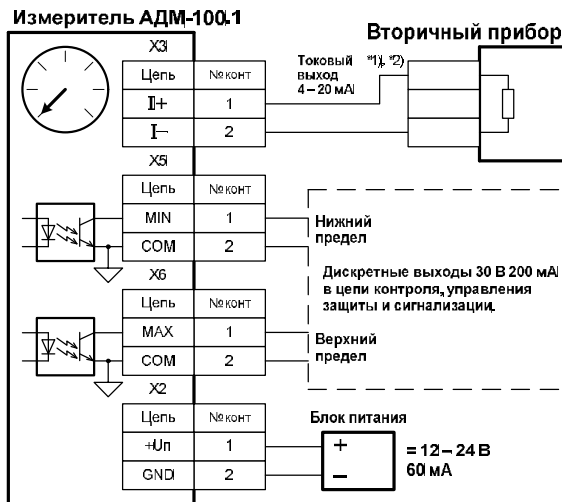 Измеритель АДМ-100.1
Вторичный прибор
X3
Цепь № конт
I+ 1
I– 2
Токовый *1), *2)
выход
4 – 20 мА
X5
Цепь № конт
MIN 1
COM 2
Нижний
предел
Дискретные выходы 30 В 200 мА
в цепи контроля, управления
защиты и сигнализации.
X6
Цепь № конт
MAX 1
COM 2
Верхний
предел
X2
Цепь № конт
+Uп 1
GND 2
Блок питания
+
–
= 12 – 24 В
60 мА